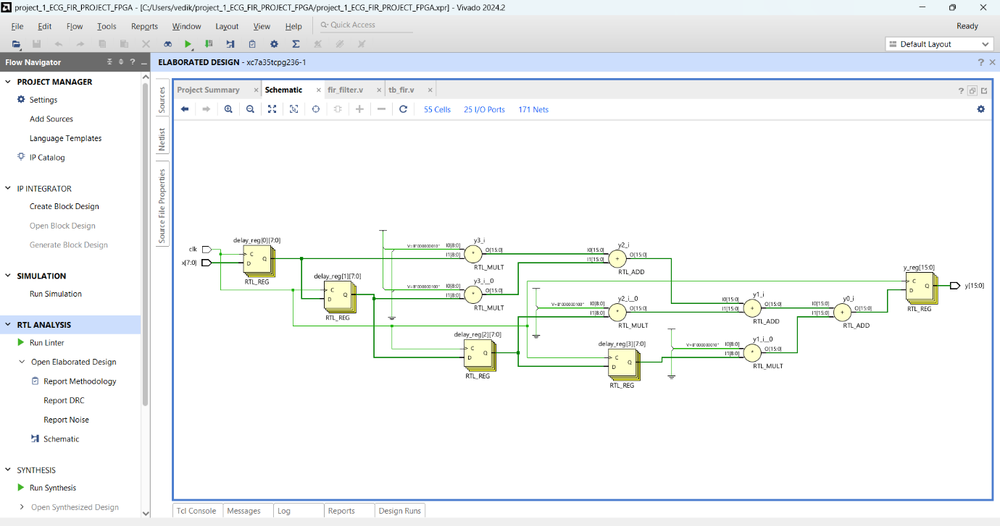 project_1_ECG_FIR_PROJECT_FPGA - [C:/Users/vedik/project_1_ECG_FIR_PROJECT_FPGA/project_1_ECG_FIR_PROJECT_FPGA.xpr] - Vivado 2024.2
File Edit Flow Tools Reports Window Layout View Help Quick Access Ready
Default Layout
Flow Navigator
ELABORATED DESIGN - xc7a35tcpg236-1
PROJECT MANAGER
Settings
Add Sources
Language Templates
IP Catalog
IP INTEGRATOR
Create Block Design
Open Block Design
Generate Block Design
SIMULATION
Run Simulation
RTL ANALYSIS
Run Linter
Open Elaborated Design
Report Methodology
Report DRC
Report Noise
Schematic
SYNTHESIS
Run Synthesis
Open Synthesized Design
Sources
Netlist
Source File Properties
Project Summary Schematic fir_filter.v tb_fir.v
55 Cells 25 I/O Ports 171 Nets
clk
x[7:0]
delay_reg[0][7:0]
C
D
Q
RTL_REG
delay_reg[1][7:0]
C
D
Q
RTL_REG
V=B"000000010" I0[8:0]
I1[8:0]
y3_i
*
O[15:0]
RTL_MULT
V=B"000000100" I0[8:0]
I1[8:0]
y3_i__0
*
O[15:0]
RTL_MULT
delay_reg[2][7:0]
C
D
Q
RTL_REG
I0[15:0]
I1[15:0]
y2_i
+
O[15:0]
RTL_ADD
V=B"000000100" I0[8:0]
I1[8:0]
y2_i__0
*
O[15:0]
RTL_MULT
delay_reg[3][7:0]
C
D
Q
RTL_REG
I0[15:0]
I1[15:0]
y1_i
+
O[15:0]
RTL_ADD
V=B"000000010" I0[8:0]
I1[8:0]
y1_i__0
*
O[15:0]
RTL_MULT
I0[15:0]
I1[15:0]
y0_i
+
O[15:0]
RTL_ADD
y_reg[15:0]
C
D
Q
RTL_REG
y[15:0]
Tcl Console Messages Log Reports Design Runs